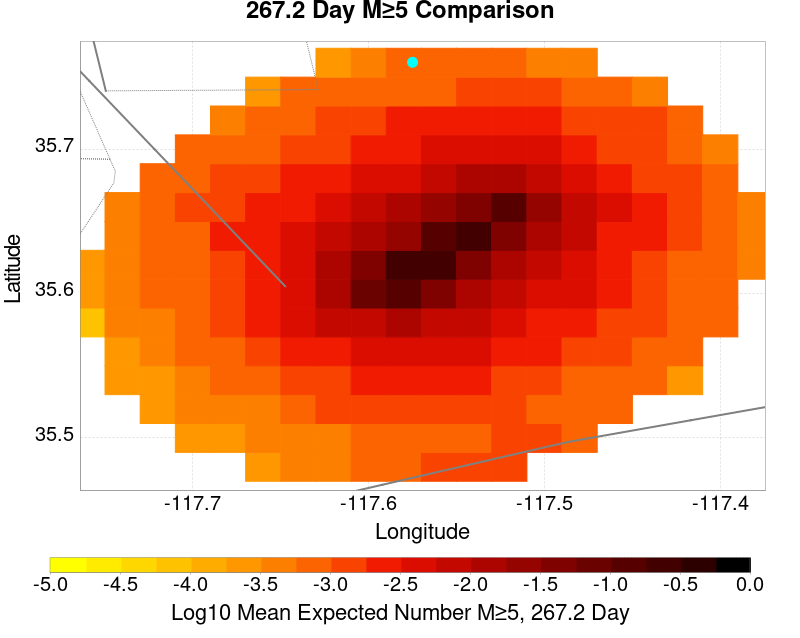 267.2 Day M≥5 Comparison
35.7
35.6
35.5
Latitude
-117.7 -117.6 -117.5 -117.4
Longitude
-5.0 -4.5 -4.0 -3.5 -3.0 -2.5 -2.0 -1.5 -1.0 -0.5 0.0
Log10 Mean Expected Number M≥5, 267.2 Day